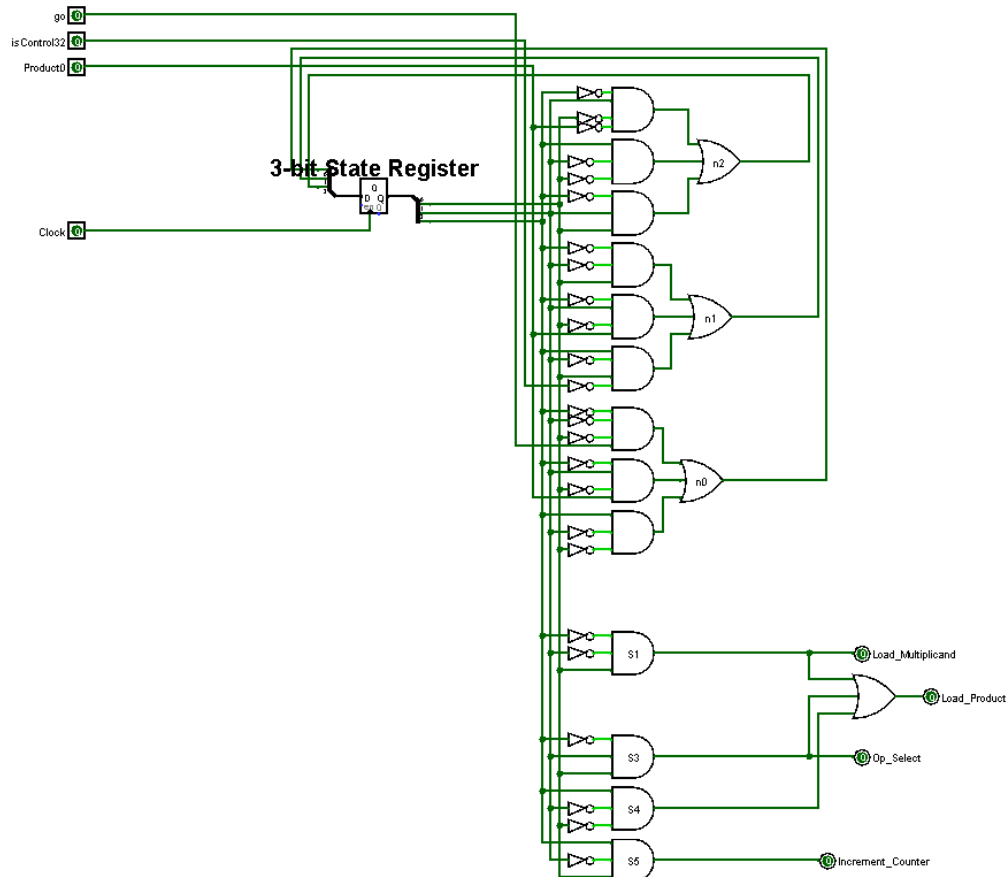 go
isControl32
Product0
n2
3-bit State Register
0
D Q
Clock
n1
n0
S1
Load_Multiplicand
Load_Product
S3
Op_Select
S4
S5
Increment_Counter